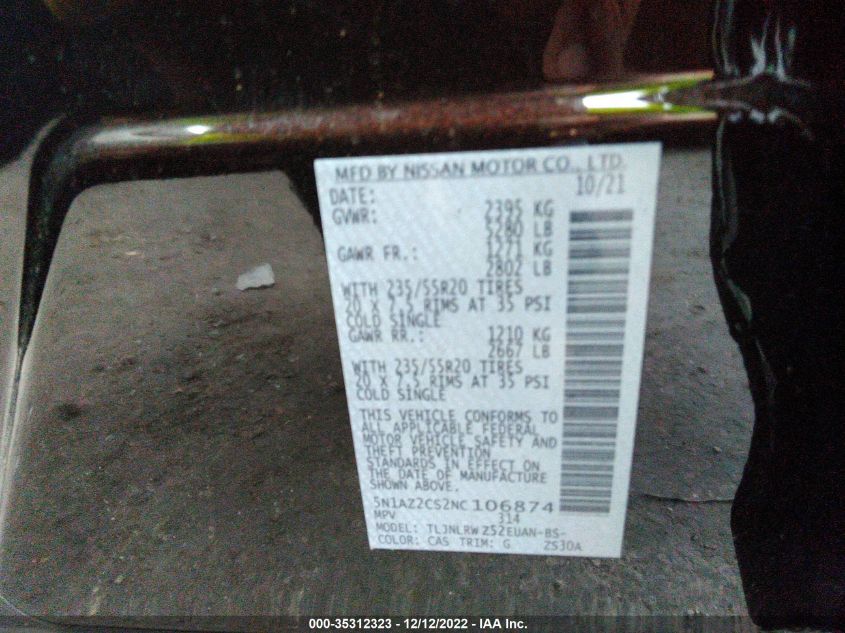 MFD BY NISSAN MOTOR CO., LTD.
DATE: 10/21
GVWR: 2395 KG
5280 LB
GAWR FR.: 1271 KG
2802 LB
WITH 235/55R20 TIRES
20 X 7.5 RIMS AT 35 PSI
COLD SINGLE
GAWR RR.: 1210 KG
2667 LB
WITH 235/55R20 TIRES
20 X 7.5 RIMS AT 35 PSI
COLD SINGLE
THIS VEHICLE CONFORMS TO
ALL APPLICABLE FEDERAL
MOTOR VEHICLE SAFETY AND
THEFT PREVENTION
STANDARDS IN EFFECT ON
THE DATE OF MANUFACTURE
SHOWN ABOVE.
5N1AZ2CS2NC106874
MPV 314
MODEL: TLJNLRW Z52EUAN-BS-
COLOR: CAS TRIM: G ZS30A
000-35312323 - 12/12/2022 - IAA Inc.